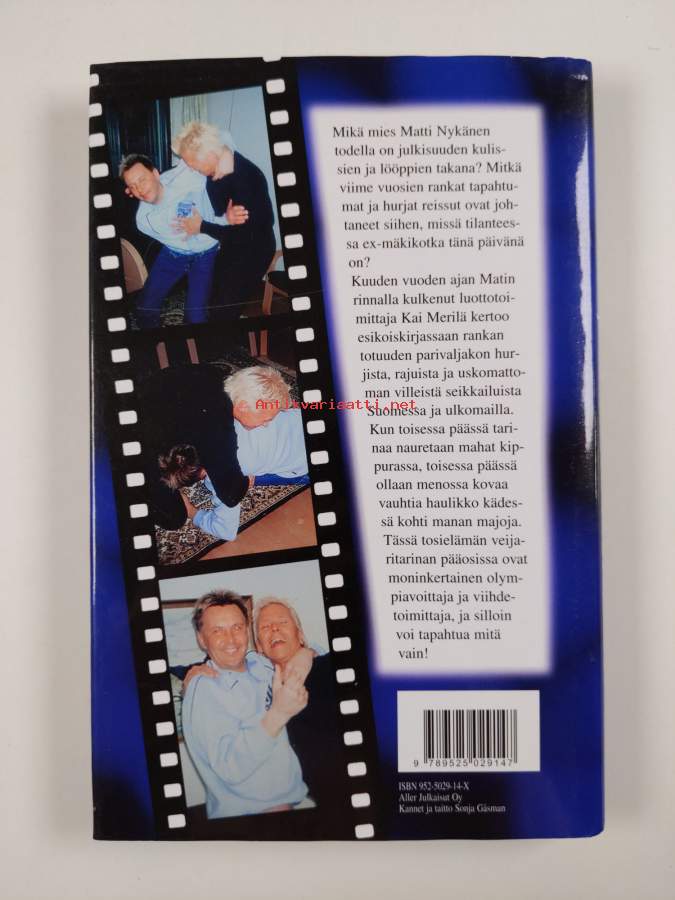 Mikä mies Matti Nykänen
todella on julkisuuden kulis-
sien ja lööppien takana? Mitkä
viime vuosien rankat tapahtu-
mat ja hurjat reissut ovat joh-
taneet siihen, missä tilantees-
sa ex-mäkikotka tänä päivänä
on?
Kuuden vuoden ajan Matin
rinnalla kulkenut luottotoi-
mittaja Kai Merilä kertoo
esikoiskirjassaan rankan
totuuden parivaljakon hur-
jista, rajuista ja uskomatto-
man villeistä seikkailuista
Suomessa ja ulkomailla.
Kun toisessa päässä tari-
naa nauretaan mahat kip-
purassa, toisessa päässä
ollaan menossa kovaa
vauhtia haulikko kädes-
sä kohti manan majoja.
Tässä tosielämän veija-
ritarinan pääosissa ovat
moninkertainen olym-
piavoittaja ja viihde-
toimittaja, ja silloin
voi tapahtua mitä
vain!
Antikvariaatti.net
9 789525 029147
ISBN 952-5029-14-X
Aller Julkaisut Oy
Kannet ja taitto Sonja Gåsman